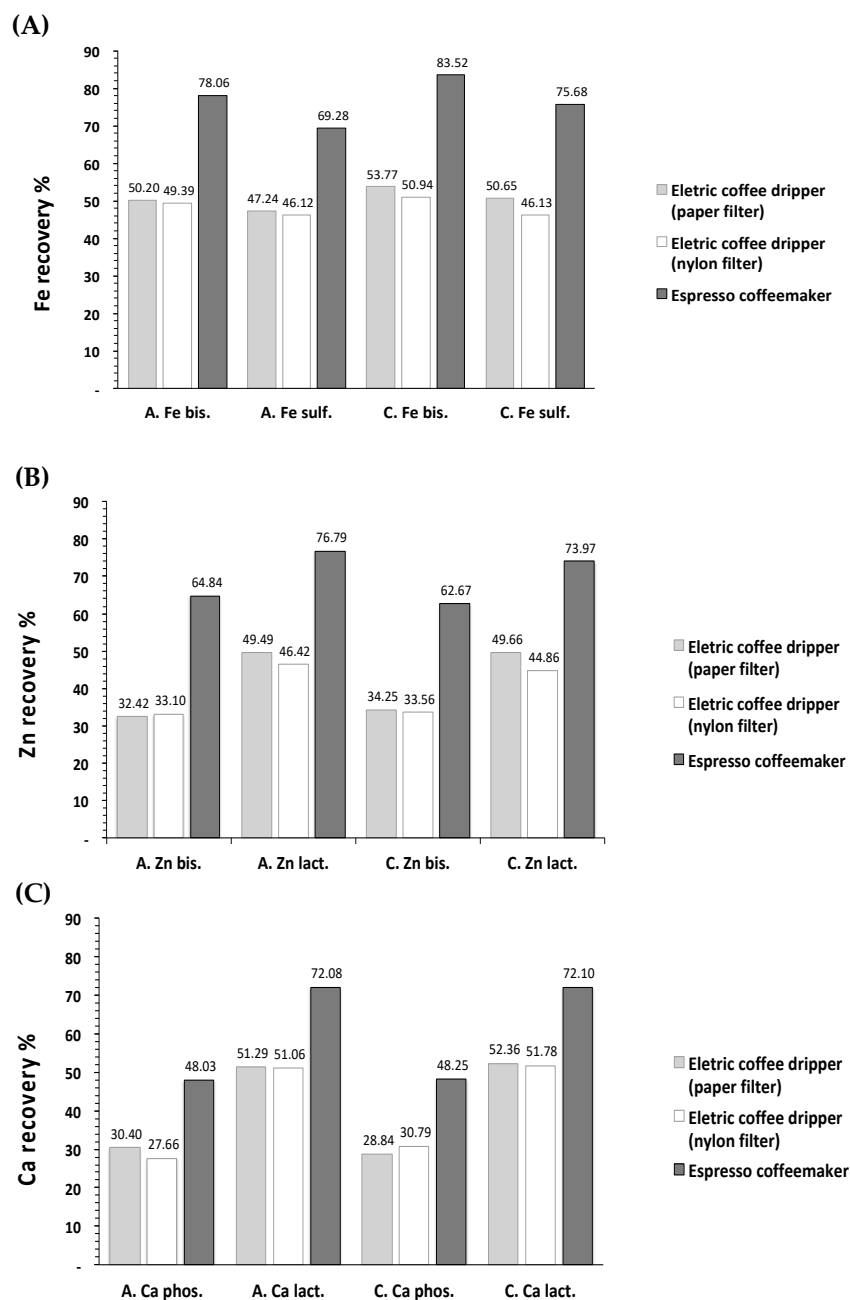 (A)
Fe recovery %
90
80
70
60
50
40
30
20
10
-
50.20 49.39 78.06
47.24 46.12 69.28
53.77 50.94 83.52
50.65 46.13 75.68
A. Fe bis. A. Fe sulf. C. Fe bis. C. Fe sulf.
Eletric coffee dripper
(paper filter)
Eletric coffee dripper
(nylon filter)
Espresso coffeemaker
(B)
Zn recovery %
90
80
70
60
50
40
30
20
10
-
32.42 33.10 64.84
49.49 46.42 76.79
34.25 33.56 62.67
49.66 44.86 73.97
A. Zn bis. A. Zn lact. C. Zn bis. C. Zn lact.
Eletric coffee dripper
(paper filter)
Eletric coffee dripper
(nylon filter)
Espresso coffeemaker
(C)
Ca recovery %
90
80
70
60
50
40
30
20
10
-
30.40 27.66 48.03
51.29 51.06 72.08
28.84 30.79 48.25
52.36 51.78 72.10
A. Ca phos. A. Ca lact. C. Ca phos. C. Ca lact.
Eletric coffee dripper
(paper filter)
Eletric coffee dripper
(nylon filter)
Espresso coffeemaker